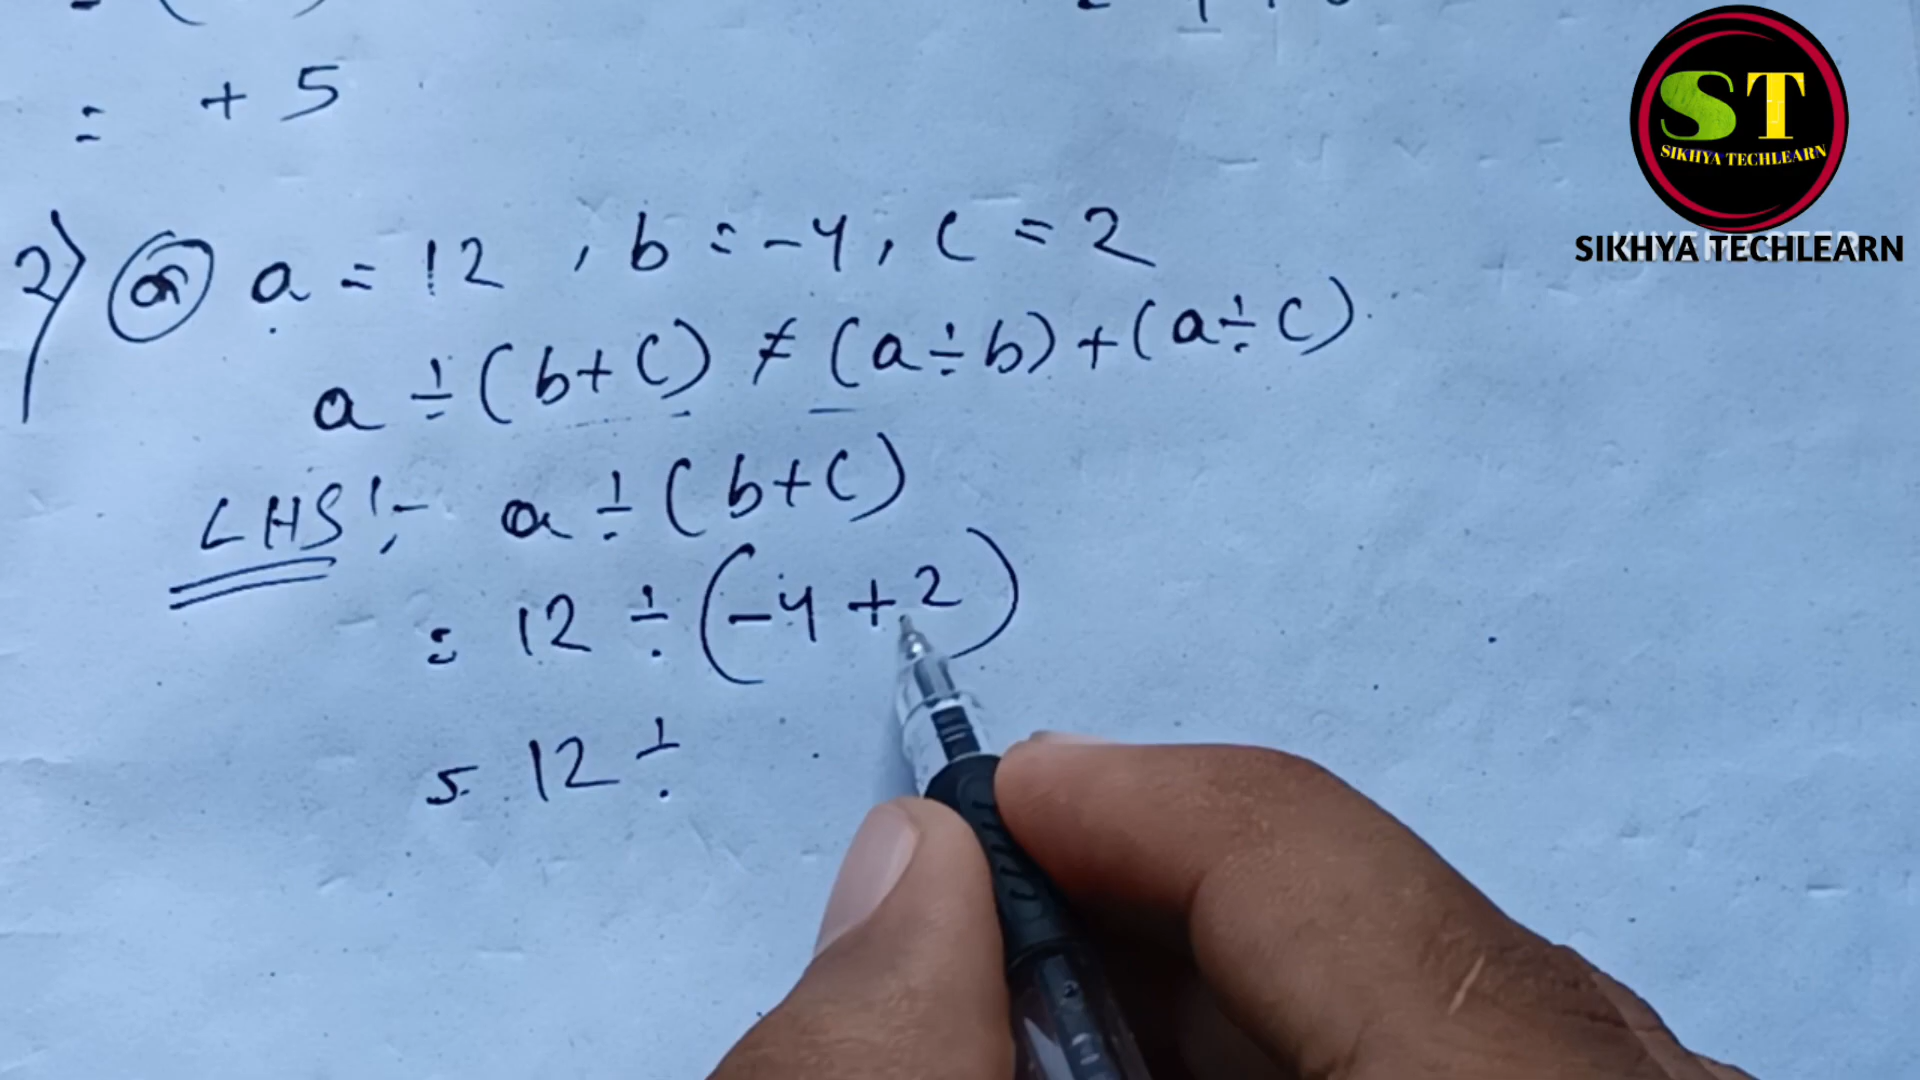 = + 5
2) a) a = 12 , b = -4 , c = 2
a ÷ (b+c) ≠ (a÷b)+(a÷c)
LHS :- a ÷ (b+c)
= 12 ÷ (-4 +2)
= 12 ÷
ST
SIKHYA TECHLEARN
SIKHYA TECHLEARN